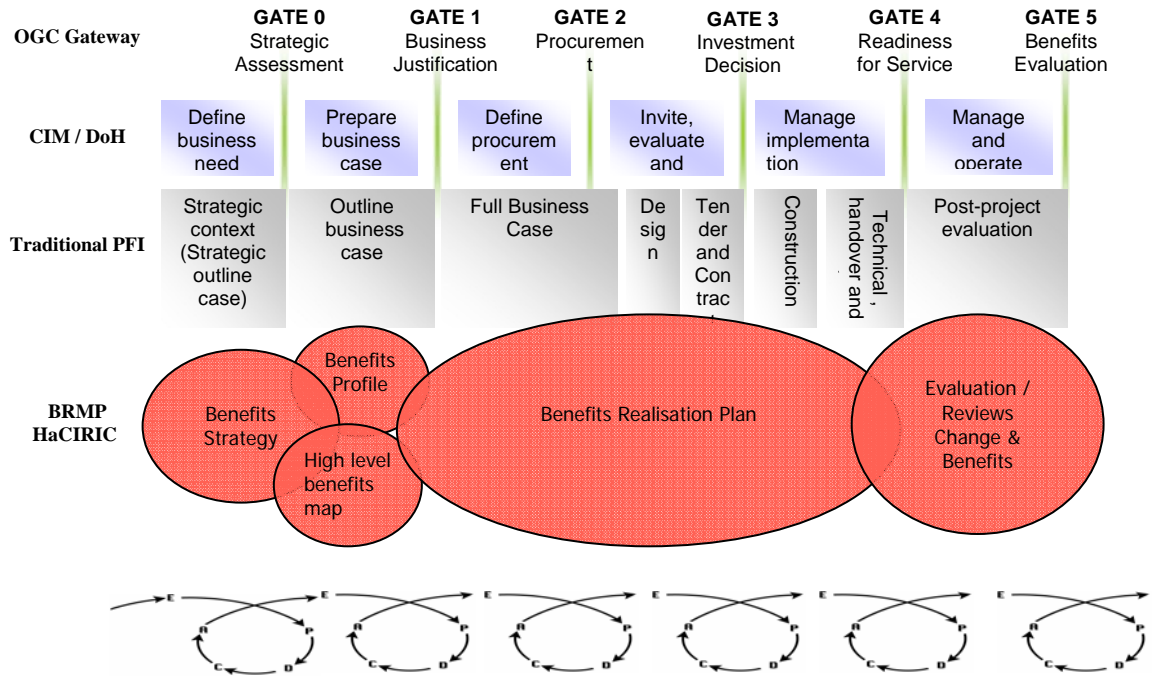 GATE 0
GATE 1
GATE 2
GATE 3
GATE 4
GATE 5
OGC Gateway
Strategic
Assessment
Business
Justification
Procuremen
t
Investment
Decision
Readiness
for Service
Benefits
Evaluation
CIM / DoH
Define
business
need
Prepare
business
case
Define
procurem
ent
Invite,
evaluate
and
Manage
implementa
tion
Manage
and
operate
Traditional PFI
Strategic
context
(Strategic
outline
case)
Outline
business
case
Full Business
Case
De
sig
n
Ten
der
and
Con
trac
Construction
Technical ,
handover and
Post-project
evaluation
BRMP
HaCIRIC
Benefits
Strategy
Benefits
Profile
High level
benefits
map
Benefits Realisation Plan
Evaluation /
Reviews
Change &
Benefits
E E E E E E E
A P A P A P A P A P A P
C D C D C D C D C D C D